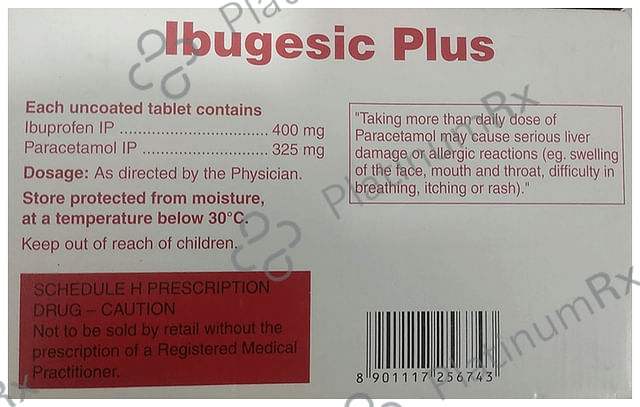 Ibugesic Plus
Each uncoated tablet contains
Ibuprofen IP .................................. 400 mg
Paracetamol IP ............................. 325 mg
Dosage: As directed by the Physician.
Store protected from moisture,
at a temperature below 30°C.
Keep out of reach of children.
"Taking more than daily dose of
Paracetamol may cause serious liver
damage or allergic reactions (eg. swelling
of the face, mouth and throat, difficulty in
breathing, itching or rash)."
SCHEDULE H PRESCRIPTION
DRUG – CAUTION
Not to be sold by retail without the
prescription of a Registered Medical
Practitioner.
8 901117 256743
PlatinumRx
PlatinumRx
PlatinumRx
Rx